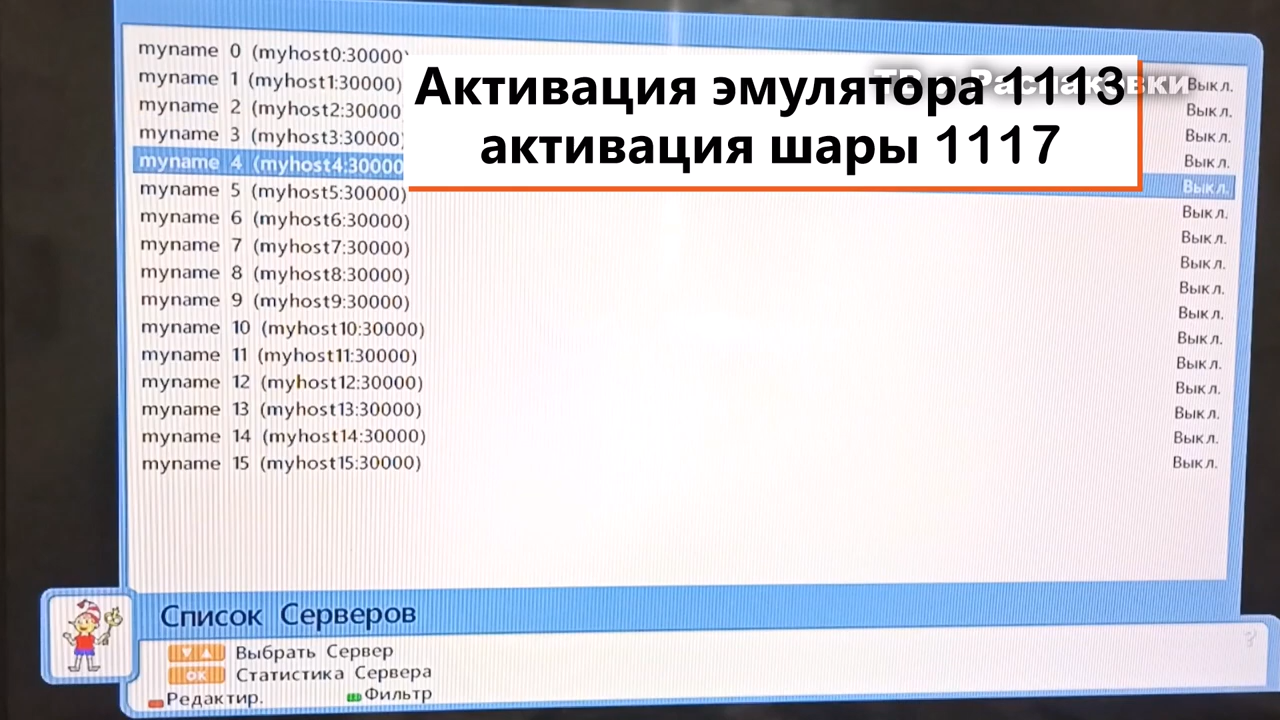 myname 0 (myhost0:30000)
Активация эмулятора 1113
активация шары 1117
ТВ и Распаковки
myname 1 (myhost1:30000) Выкл.
myname 2 (myhost2:30000) Выкл.
myname 3 (myhost3:30000) Выкл.
myname 4 (myhost4:30000 Выкл.
myname 5 (myhost5:30000) Выкл.
myname 6 (myhost6:30000) Выкл.
myname 7 (myhost7:30000) Выкл.
myname 8 (myhost8:30000) Выкл.
myname 9 (myhost9:30000) Выкл.
myname 10 (myhost10:30000) Выкл.
myname 11 (myhost11:30000) Выкл.
myname 12 (myhost12:30000) Выкл.
myname 13 (myhost13:30000) Выкл.
myname 14 (myhost14:30000) Выкл.
myname 15 (myhost15:30000) Выкл.
Выкл.
Список Серверов
Выбрать Сервер
OK Статистика Сервера
Редактир. Фильтр
?